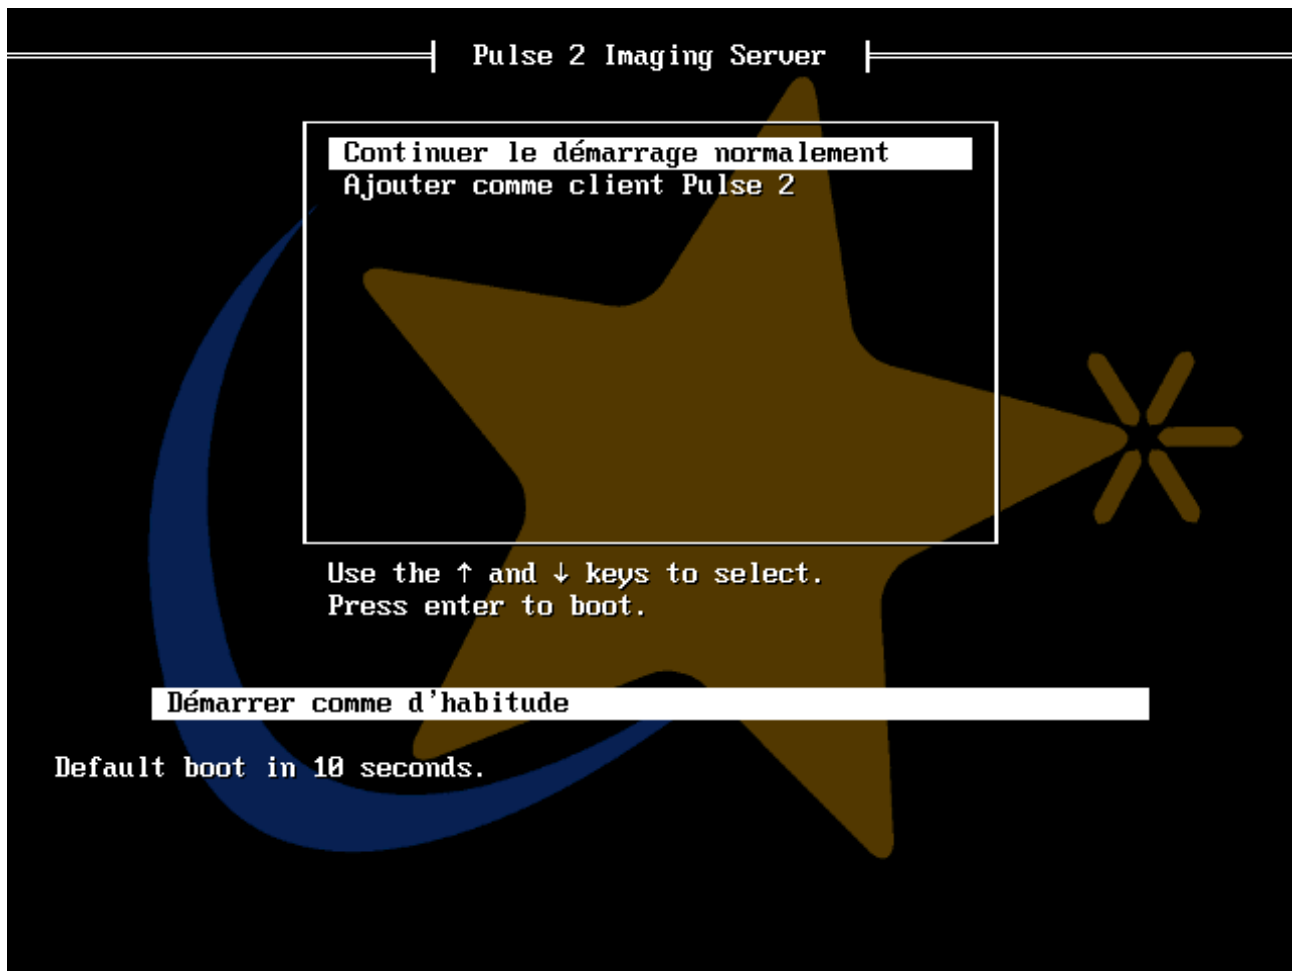 Pulse 2 Imaging Server
Continuer le démarrage normalement
Ajouter comme client Pulse 2
Use the ↑ and ↓ keys to select.
Press enter to boot.
Démarrer comme d'habitude
Default boot in 10 seconds.